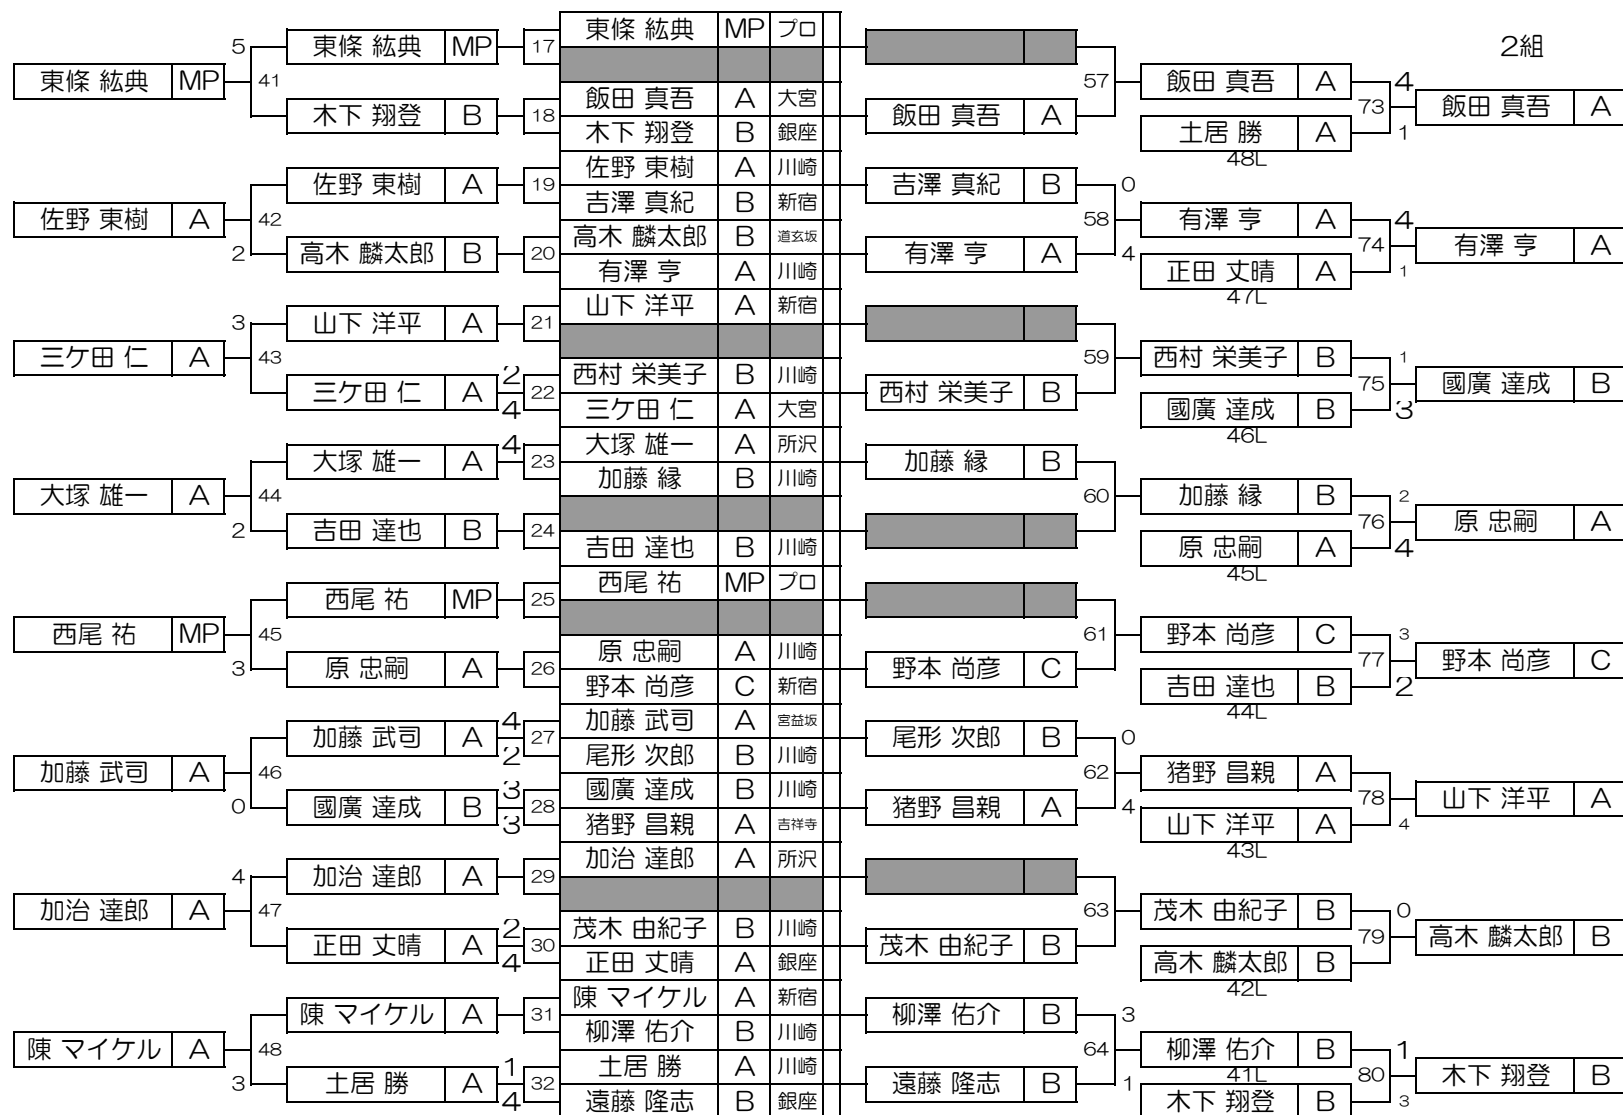 東條 紘典 MP プロ
5 東條 紘典 MP 17
2組
東條 紘典 MP 41 57 飯田 真吾 A 4
飯田 真吾 A 大宮 73 飯田 真吾 A
木下 翔登 B 18 飯田 真吾 A
木下 翔登 B 銀座 土居 勝 A 1
48L
佐野 東樹 A 川崎
佐野 東樹 A 19 吉澤 真紀 B 0
吉澤 真紀 B 新宿
佐野 東樹 A 42 58 有澤 亨 A 4
高木 麟太郎 B 道玄坂 74 有澤 亨 A
2 高木 麟太郎 B 20 有澤 亨 A 4
有澤 亨 A 川崎 正田 丈晴 A 1
47L
山下 洋平 A 新宿
3 山下 洋平 A 21
三ケ田 仁 A 43 59 西村 栄美子 B 1
西村 栄美子 B 川崎 75 國廣 達成 B
三ケ田 仁 A 2 22 4 西村 栄美子 B
三ケ田 仁 A 大宮 國廣 達成 B 3
46L
大塚 雄一 A 所沢
大塚 雄一 A 4 23 加藤 縁 B
加藤 縁 B 川崎
大塚 雄一 A 44 60 加藤 縁 B 2
76 原 忠嗣 A
2 吉田 達也 B 24
吉田 達也 B 川崎 原 忠嗣 A 4
45L
西尾 祐 MP プロ
西尾 祐 MP 25
西尾 祐 MP 45 61 野本 尚彦 C 3
原 忠嗣 A 川崎 77 野本 尚彦 C
3 原 忠嗣 A 26 野本 尚彦 C
野本 尚彦 C 新宿 吉田 達也 B 2
44L
加藤 武司 A 宮益坂
加藤 武司 A 4 27 2 尾形 次郎 B 0
尾形 次郎 B 川崎
加藤 武司 A 46 62 猪野 昌親 A
國廣 達成 B 川崎 78 山下 洋平 A
0 國廣 達成 B 3 28 3 猪野 昌親 A 4
猪野 昌親 A 吉祥寺 山下 洋平 A 4
43L
加治 達郎 A 所沢
4 加治 達郎 A 29
加治 達郎 A 47 63 茂木 由紀子 B 0
茂木 由紀子 B 川崎 79 高木 麟太郎 B
正田 丈晴 A 2 30 4 茂木 由紀子 B
正田 丈晴 A 銀座 高木 麟太郎 B
42L
陳 マイケル A 新宿
陳 マイケル A 31 柳澤 佑介 B 3
柳澤 佑介 B 川崎
陳 マイケル A 48 64 柳澤 佑介 B 1
土居 勝 A 川崎 41L 80 木下 翔登 B
3 土居 勝 A 1 32 4 遠藤 隆志 B 1
遠藤 隆志 B 銀座 木下 翔登 B 3